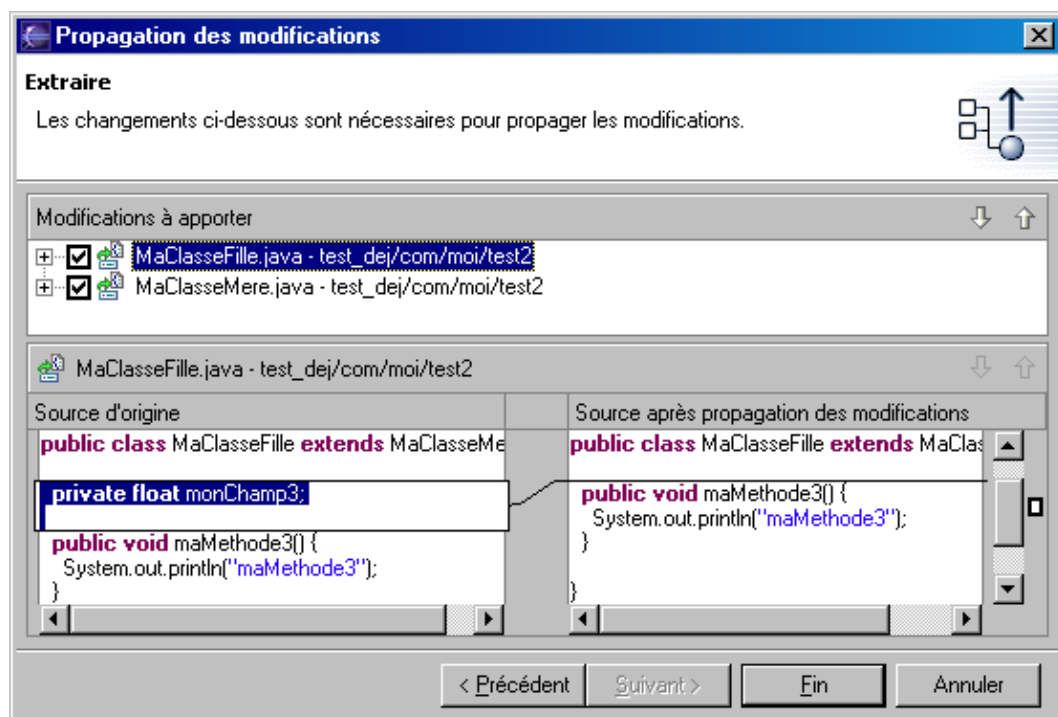 Propagation des modifications
Extraire
Les changements ci-dessous sont nécessaires pour propager les modifications.
Modifications à apporter
MaClasseFille.java - test_dej/com/moi/test2
MaClasseMere.java - test_dej/com/moi/test2
MaClasseFille.java - test_dej/com/moi/test2
Source d'origine
public class MaClasseFille extends MaClasseMe
private float monChamp3;
public void maMethode3() {
System.out.println("maMethode3");
}
Source après propagation des modifications
public class MaClasseFille extends MaClas
public void maMethode3() {
System.out.println("maMethode3");
}
}
< Précédent
Suivant >
Fin
Annuler